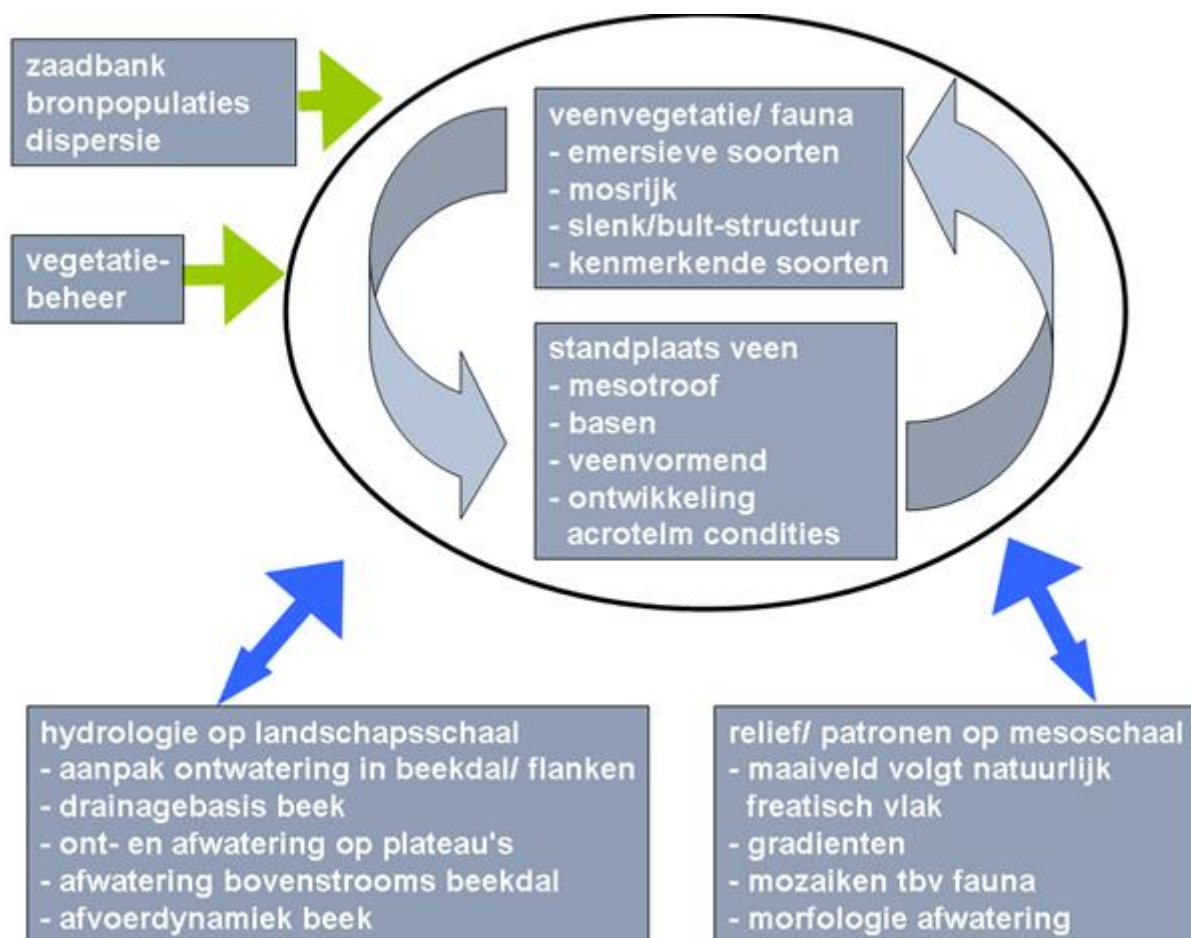 zaadbank
bronpopulaties
dispersie
vegetatie-
beheer
veenvegetatie/ fauna
- emersieve soorten
- mosrijk
- slenk/bult-structuur
- kenmerkende soorten
standplaats veen
- mesotroof
- basen
- veenvormend
- ontwikkeling
acrotelm condities
hydrologie op landschapsschaal
- aanpak ontwatering in beekdal/ flanken
- drainagebasis beek
- ont- en afwatering op plateau's
- afwatering bovenstrooms beekdal
- afvoerdynamiek beek
relief/ patronen op mesoschaal
- maaiveld volgt natuurlijk
freatisch vlak
- gradienten
- mozaiken tbv fauna
- morfologie afwatering